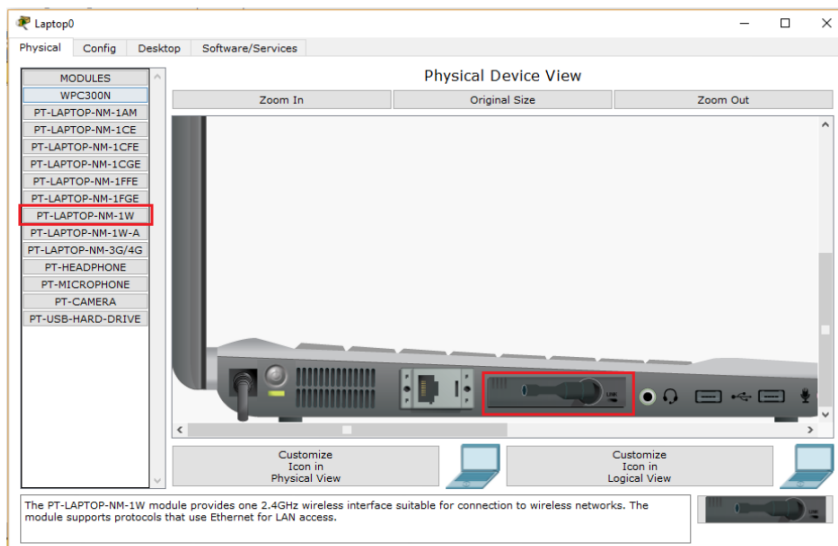 Laptop0
Physical Config Desktop Software/Services
MODULES
WPC300N
PT-LAPTOP-NM-1AM
PT-LAPTOP-NM-1CE
PT-LAPTOP-NM-1CFE
PT-LAPTOP-NM-1CGE
PT-LAPTOP-NM-1FFE
PT-LAPTOP-NM-1FGE
PT-LAPTOP-NM-1W
PT-LAPTOP-NM-1W-A
PT-LAPTOP-NM-3G/4G
PT-HEADPHONE
PT-MICROPHONE
PT-CAMERA
PT-USB-HARD-DRIVE
Physical Device View
Zoom In Original Size Zoom Out
Customize
Icon in
Physical View
Customize
Icon in
Logical View
The PT-LAPTOP-NM-1W module provides one 2.4GHz wireless interface suitable for connection to wireless networks. The
module supports protocols that use Ethernet for LAN access.